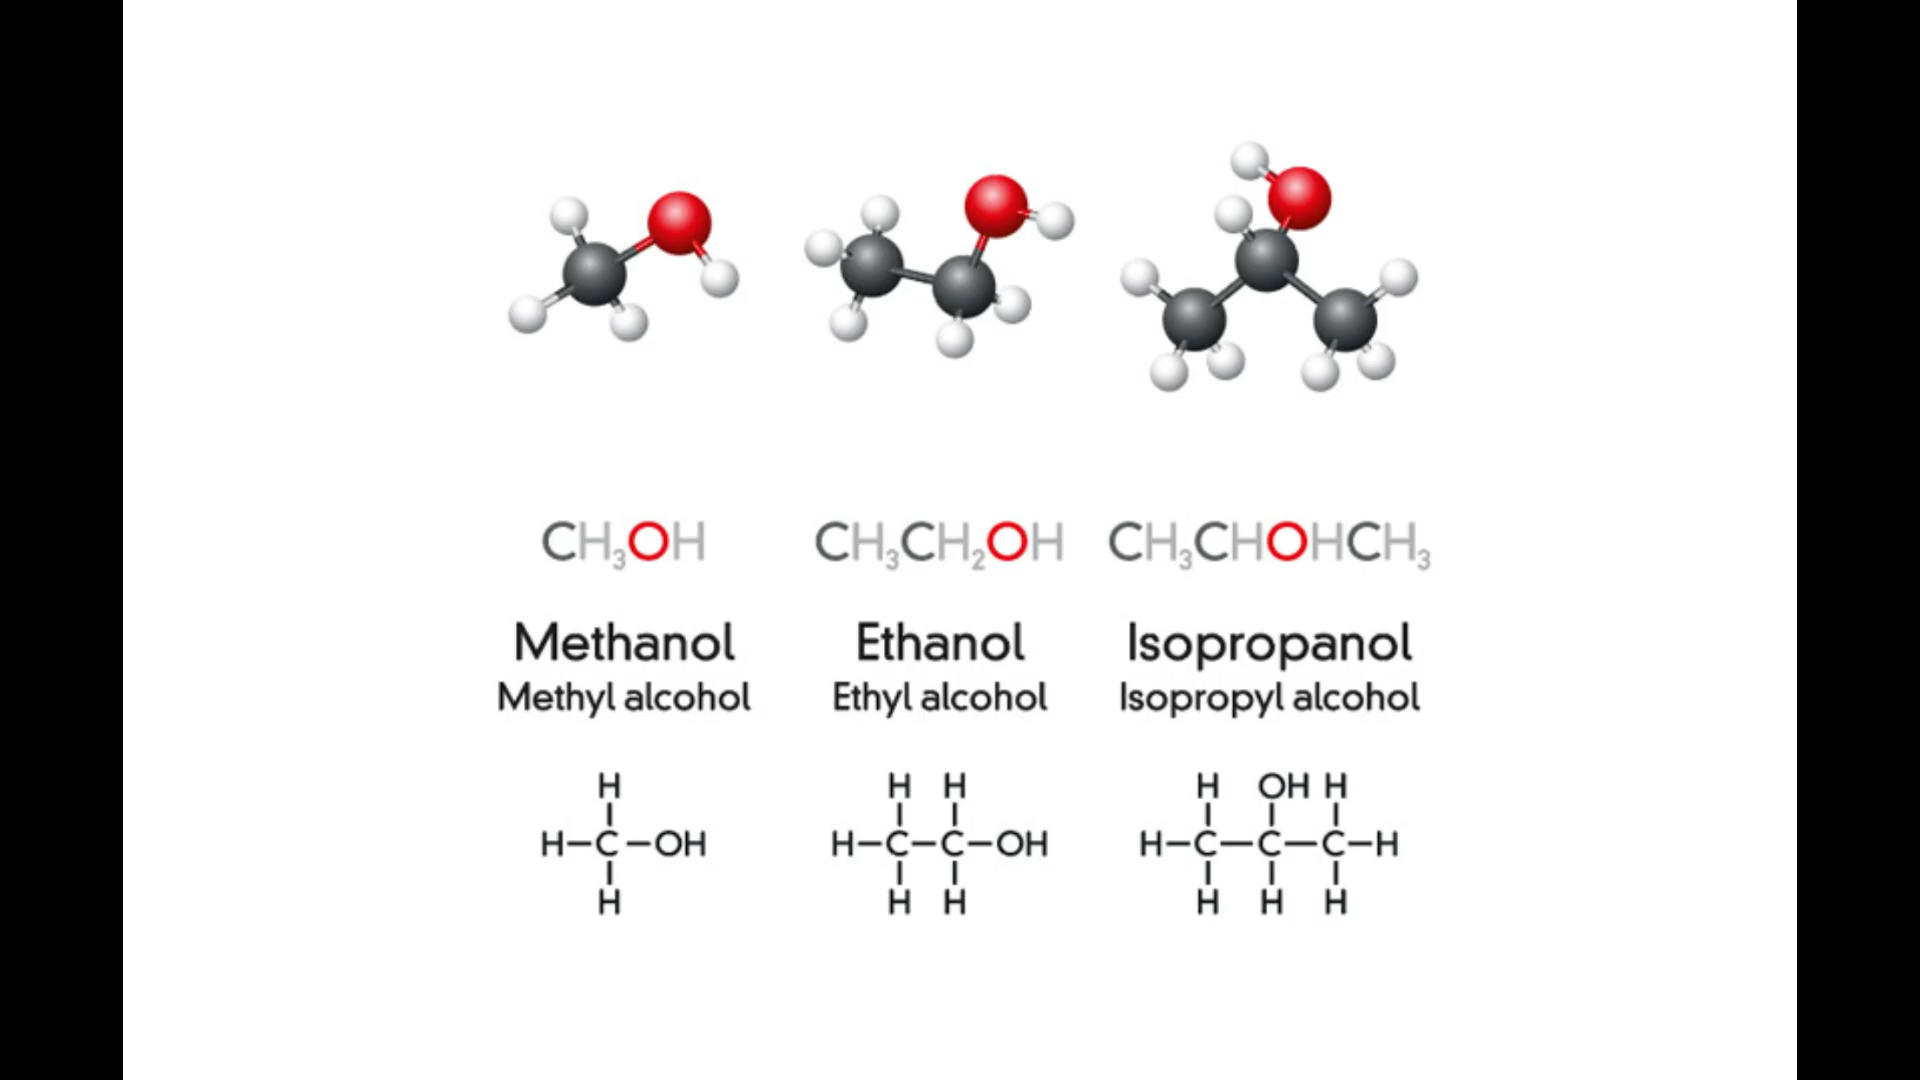 CH₃OH
CH₃CH₂OH
CH₃CHOHCH₃
Methanol
Methyl alcohol
Ethanol
Ethyl alcohol
Isopropanol
Isopropyl alcohol
H
H–C–OH
H
H H
H–C–C–OH
H H
H OH H
H–C–C–C–H
H H H